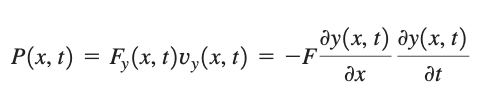 P(x, t) = F_y(x, t)v_y(x, t) = −F ∂y(x, t)/∂x ∂y(x, t)/∂t